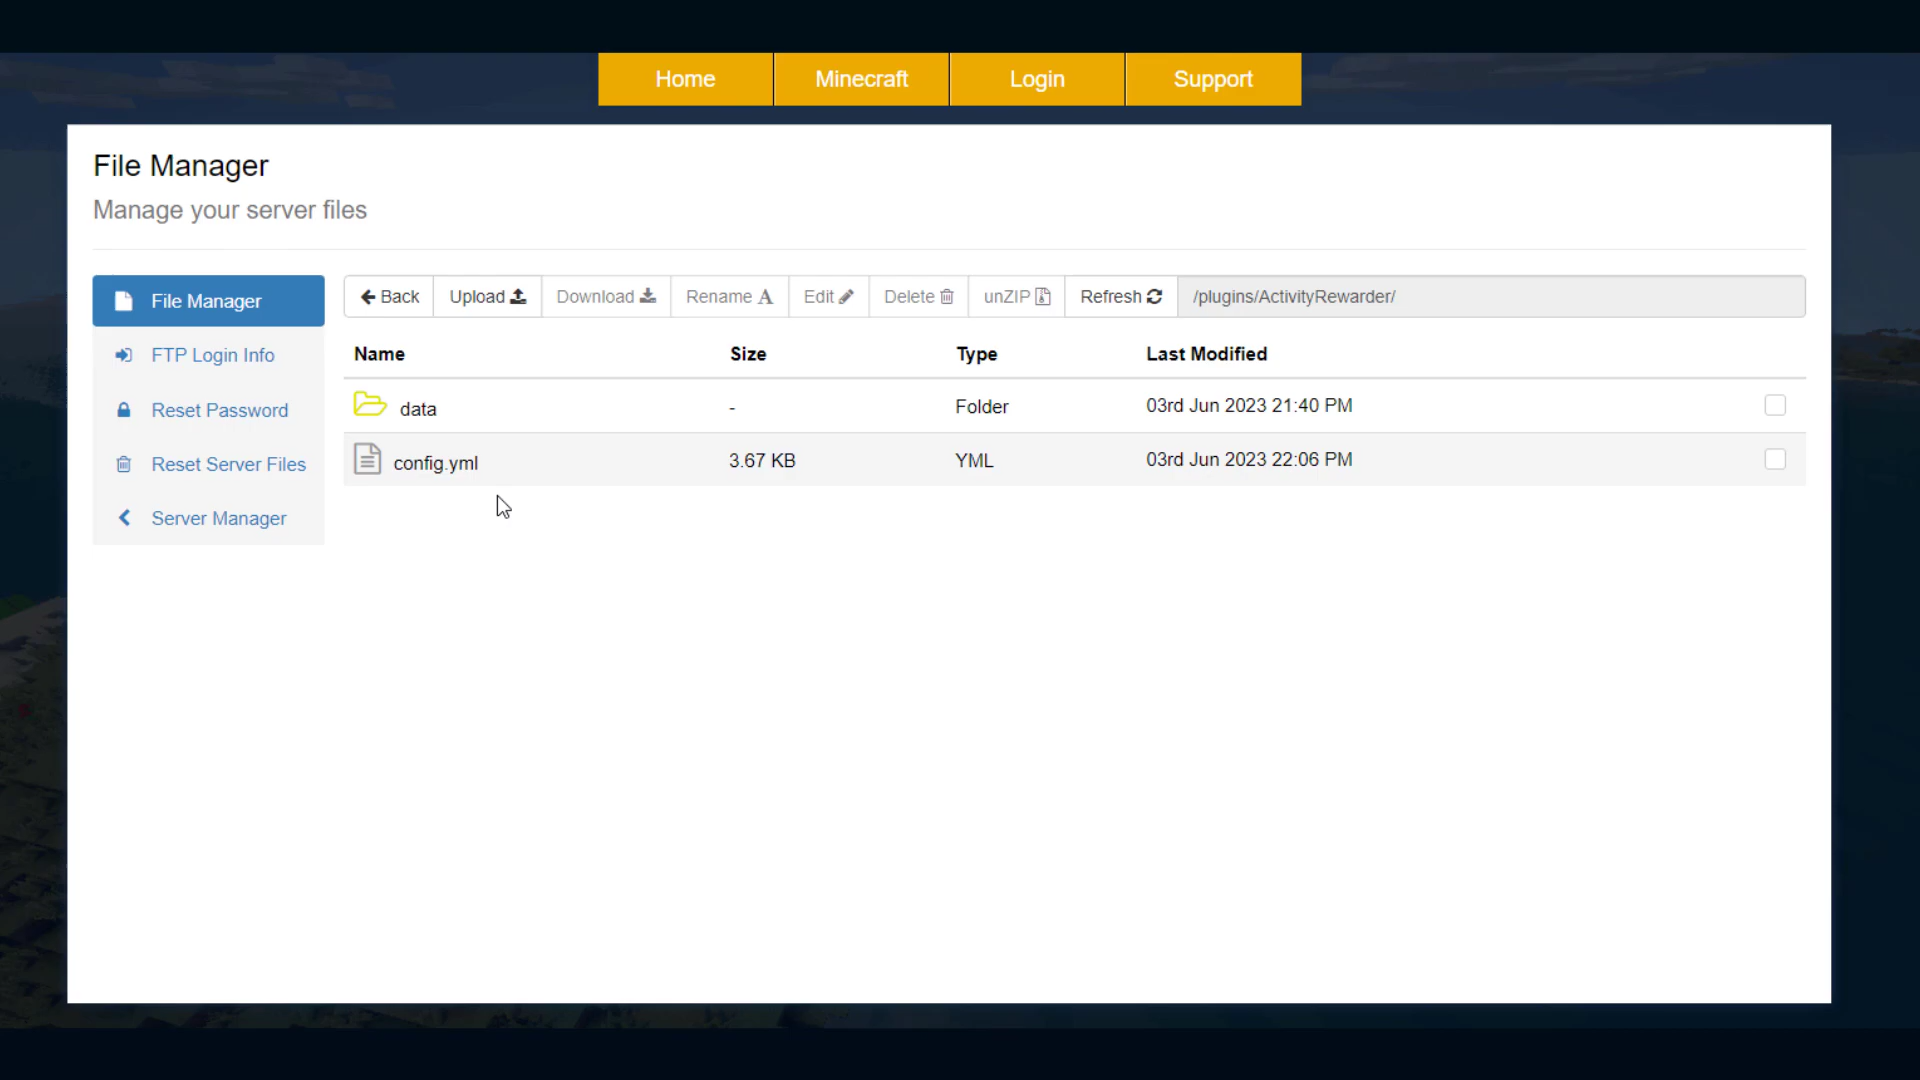 Home Minecraft Login Support
File Manager
Manage your server files
File Manager
FTP Login Info
Reset Password
Reset Server Files
Server Manager
Back Upload Download Rename Edit Delete unZIP Refresh /plugins/ActivityRewarder/
Name Size Type Last Modified
data - Folder 03rd Jun 2023 21:40 PM
config.yml 3.67 KB YML 03rd Jun 2023 22:06 PM